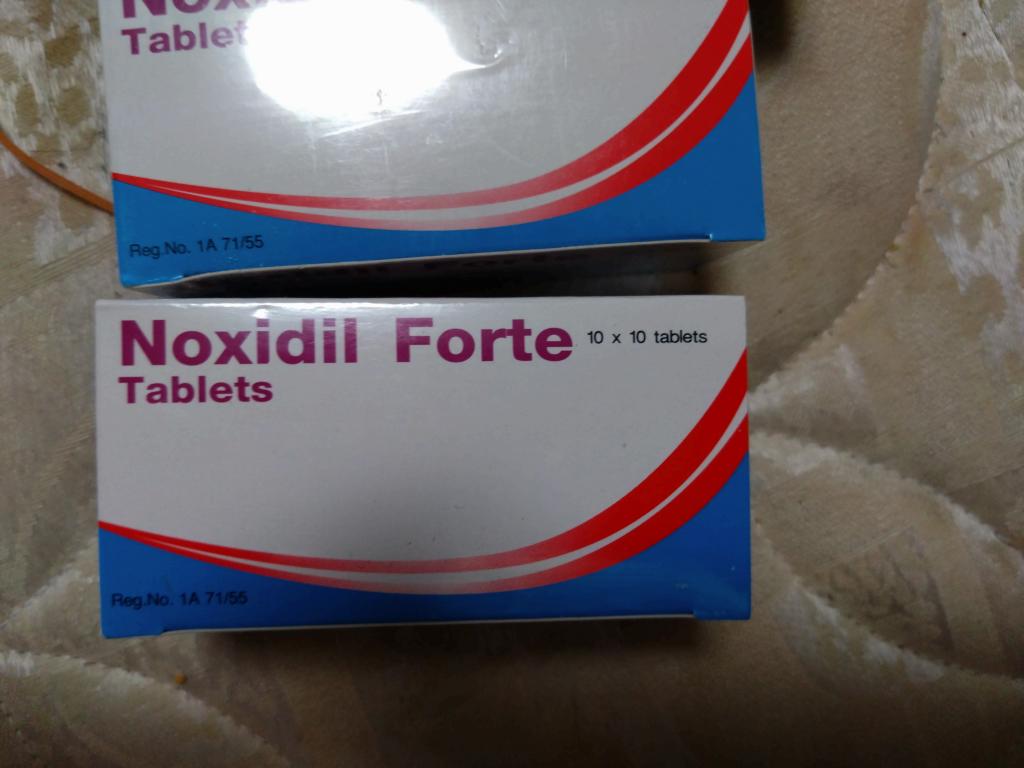 Tablet
Reg.No. 1A 71/55
Noxidil Forte 10 x 10 tablets
Tablets
Reg.No. 1A 71/55